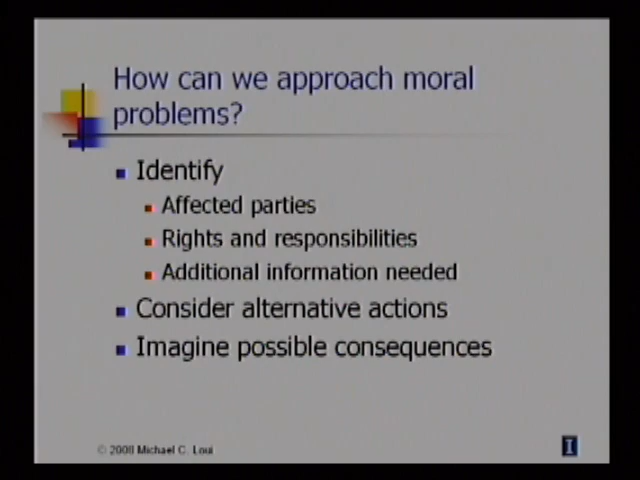 How can we approach moral
problems?
Identify
Affected parties
Rights and responsibilities
Additional information needed
Consider alternative actions
Imagine possible consequences
© 2008 Michael C. Loui
I